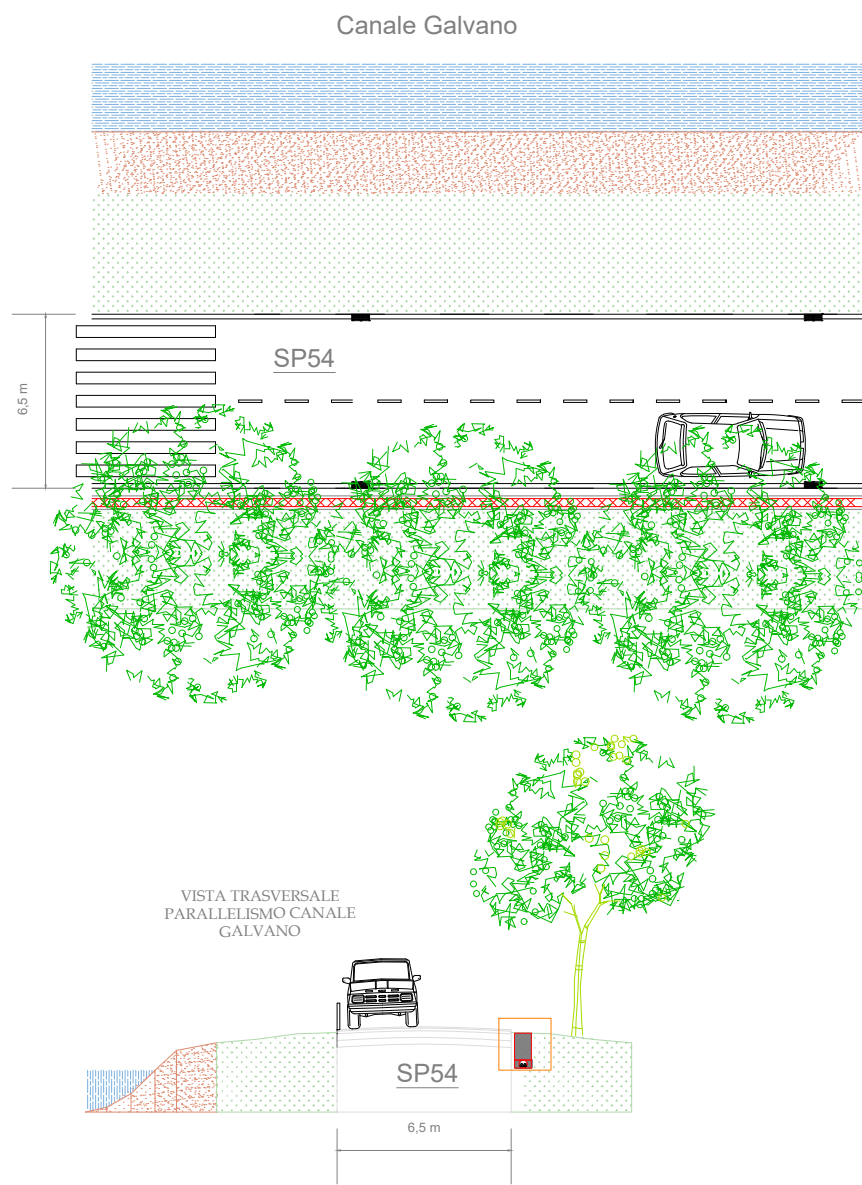 Canale Galvano
SP54
6,5 m
VISTA TRASVERSALE
PARALLELISMO CANALE
GALVANO
SP54
6,5 m